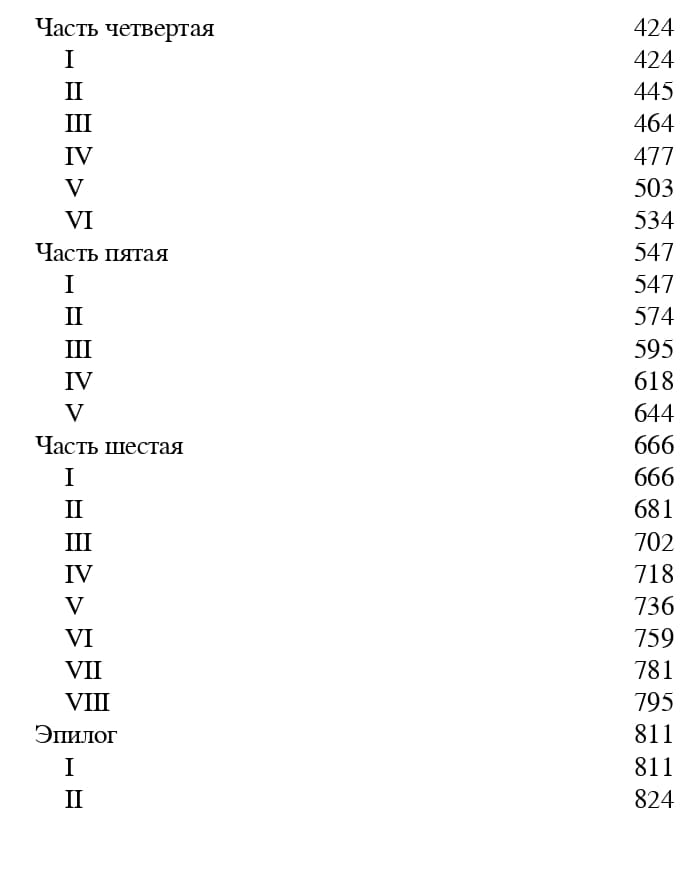 Часть четвертая 424
I 424
II 445
III 464
IV 477
V 503
VI 534
Часть пятая 547
I 547
II 574
III 595
IV 618
V 644
Часть шестая 666
I 666
II 681
III 702
IV 718
V 736
VI 759
VII 781
VIII 795
Эпилог 811
I 811
II 824